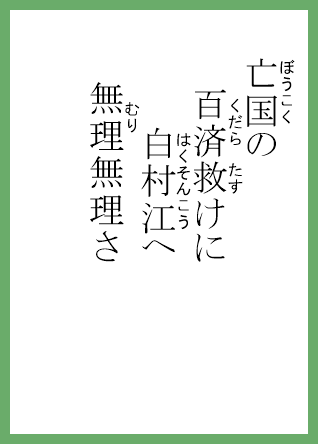 亡国の
百済救けに
白村江へ
無理無理さ
ぼうこく
くだら たす
はくそんこう
むり